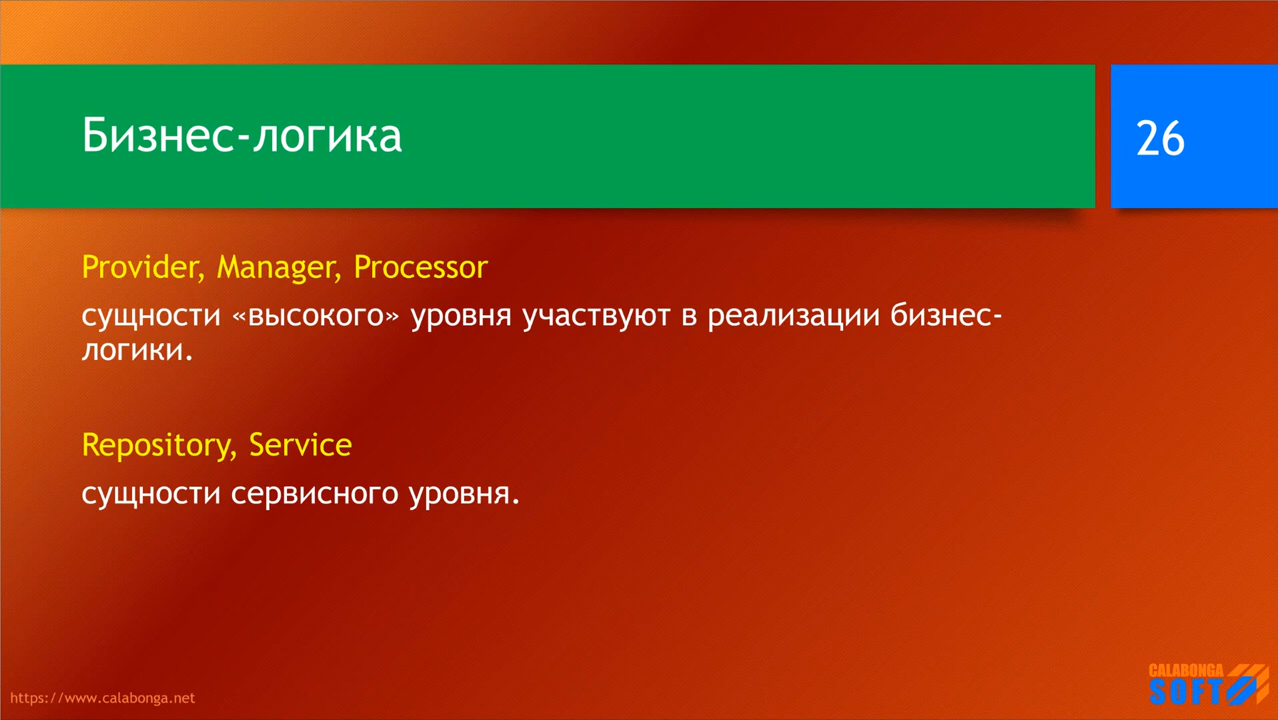 Бизнес-логика
26
Provider, Manager, Processor
сущности «высокого» уровня участвуют в реализации бизнес-
логики.
Repository, Service
сущности сервисного уровня.
https://www.calabonga.net
CALABONGA
SOFT